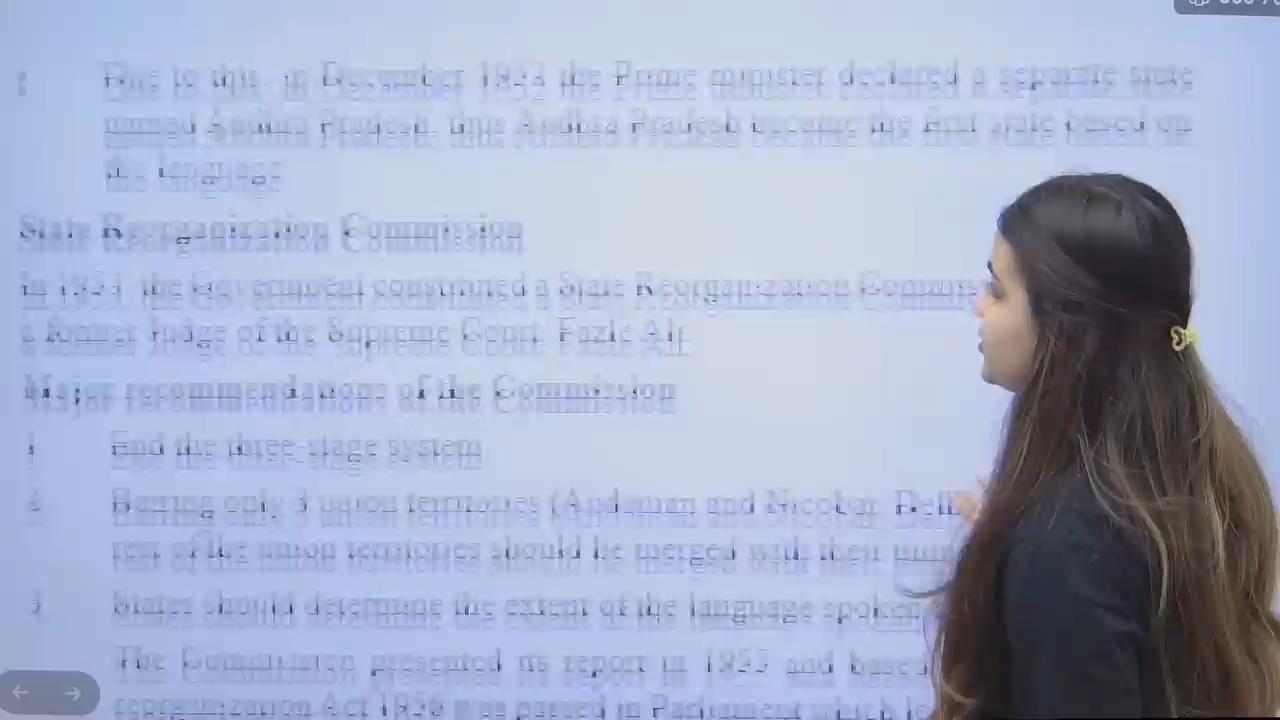 Due to this, in December 1953 the Prime minister declared a separate state
named Andhra Pradesh, thus Andhra Pradesh became the first state based on
the language
State Reorganization Commission
In 1953, the Government constituted a State Reorganization
a former Judge of the Supreme Court, Fazle Ali
Major recommendations of the Commission
1 End the three-stage system
2 Barring only 3 union territories (Andaman and Nicobar,
rest of the union territories should be merged with their
3 States should determine the extent of the language spoken
The Commission presented its report in 1955 and
reorganization Act 1956 was passed in Parliament which